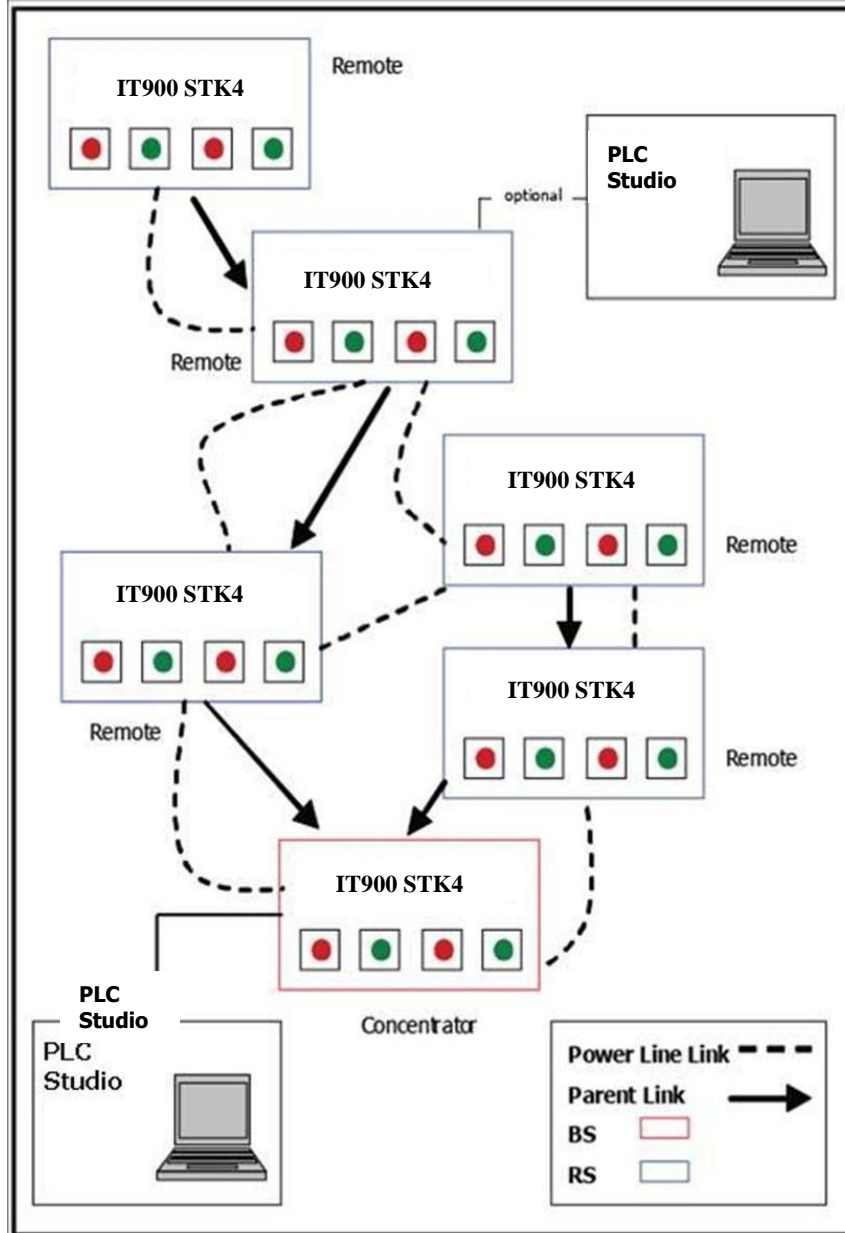 IT900 STK4
Remote
PLC
Studio
optional
IT900 STK4
Remote
IT900 STK4
Remote
IT900 STK4
Remote
IT900 STK4
Remote
IT900 STK4
Concentrator
PLC
Studio
PLC
Studio
Power Line Link
Parent Link
BS
RS